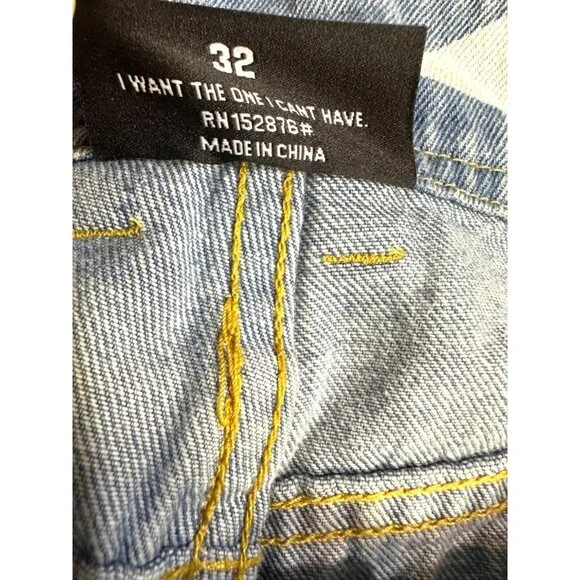 32
I WANT THE ONE I CANT HAVE.
RN152876#
MADE IN CHINA